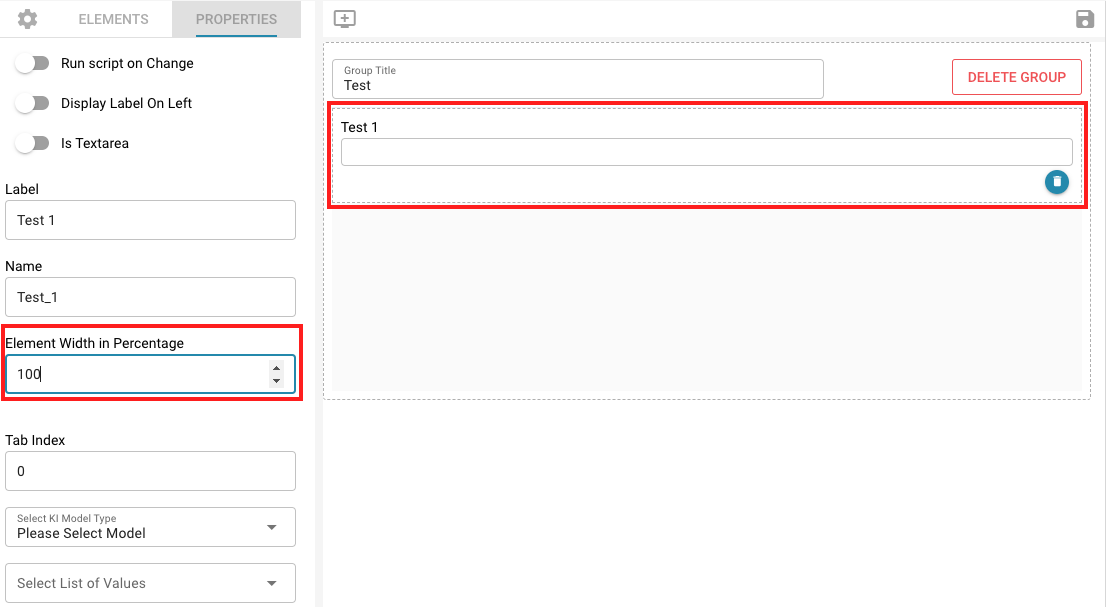 ELEMENTS
PROPERTIES
Run script on Change
Display Label On Left
Is Textarea
Label
Test 1
Name
Test_1
Element Width in Percentage
100
Tab Index
0
Select KI Model Type
Please Select Model
Select List of Values
Group Title
Test
DELETE GROUP
Test 1